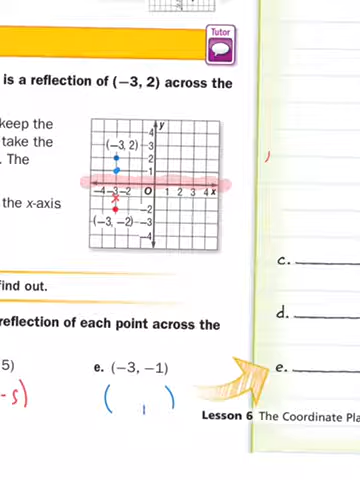 Tutor
is a reflection of (−3, 2) across the
keep the
take the
. The
the x-axis
y
(−3, 2)
4
3
2
1
−4 −3 −2 O 1 2 3 4 x
−2
(−3, −2)
−3
−4
find out.
reflection of each point across the
5)
e. (−3, −1)
-5)
( , )
c.
d.
e.
Lesson 6 The Coordinate Pla